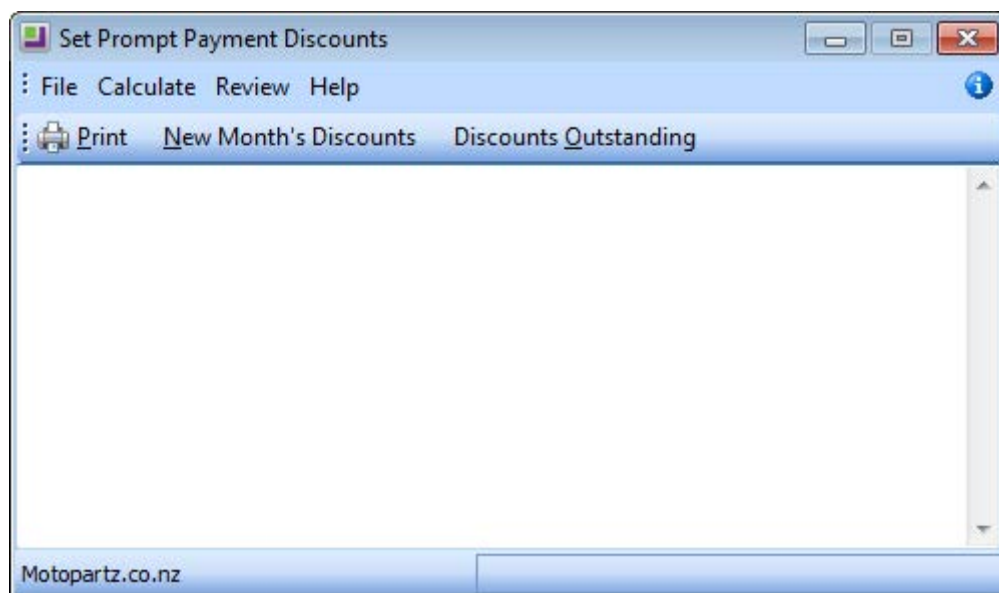 Set Prompt Payment Discounts
File Calculate Review Help
Print New Month's Discounts Discounts Outstanding
Motopartz.co.nz